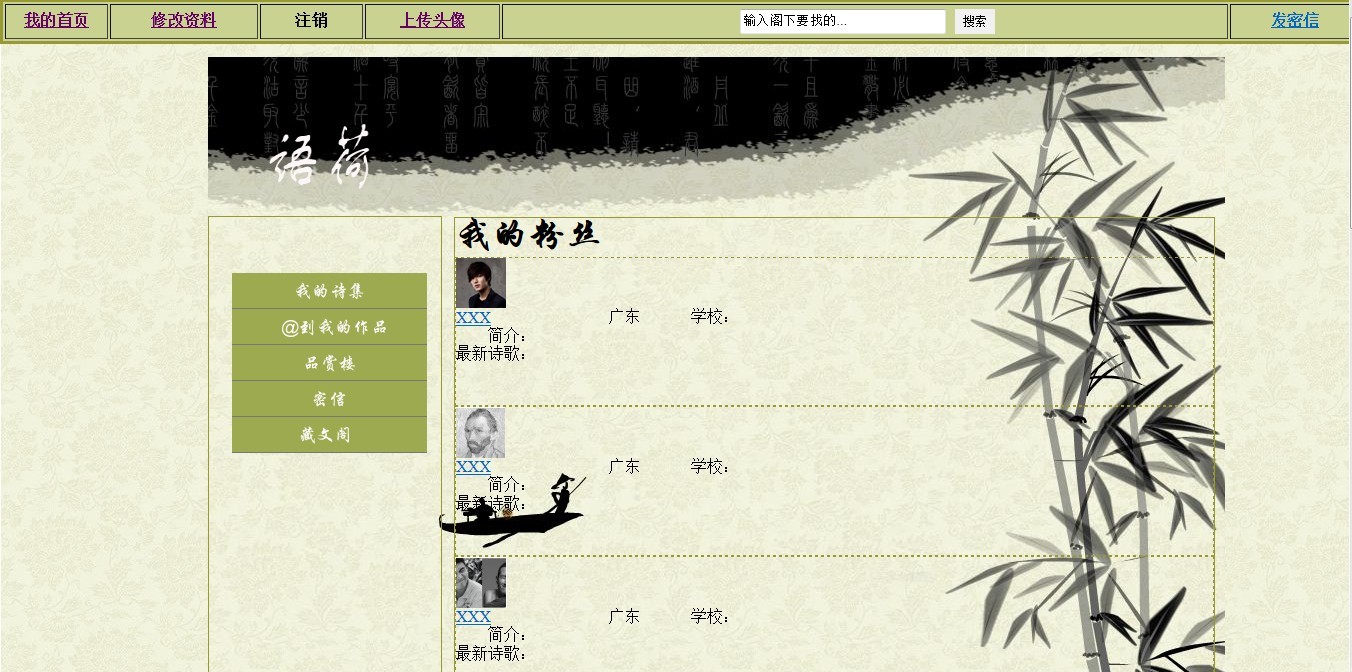 我的首页 修改资料 注销 上传头像 输入阁下要找的... 搜索 发密信
語荷
我的粉丝
我的诗集
@到我的作品
品赏楼
密信
藏文阁
XXX 广东 学校：
简介：
最新诗歌：
XXX 广东 学校：
简介：
最新诗歌：
XXX 广东 学校：
简介：
最新诗歌：